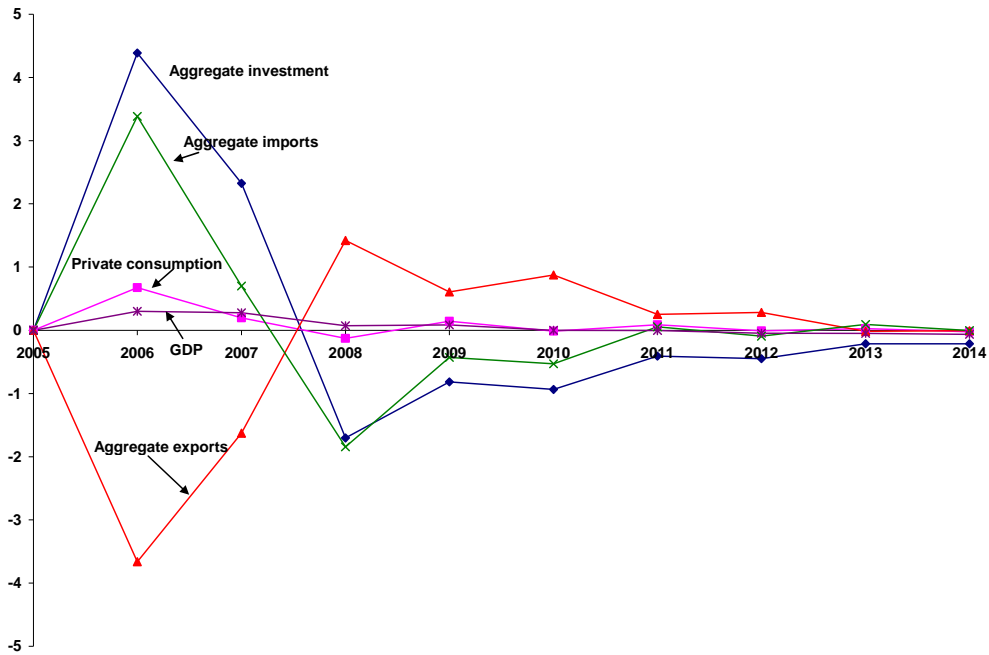 5
4
Aggregate investment
3
Aggregate imports
2
1
Private consumption
0
2005 2006 2007 2008 2009 2010 2011 2012 2013 2014
GDP
-1
Aggregate exports
-2
-3
-4
-5